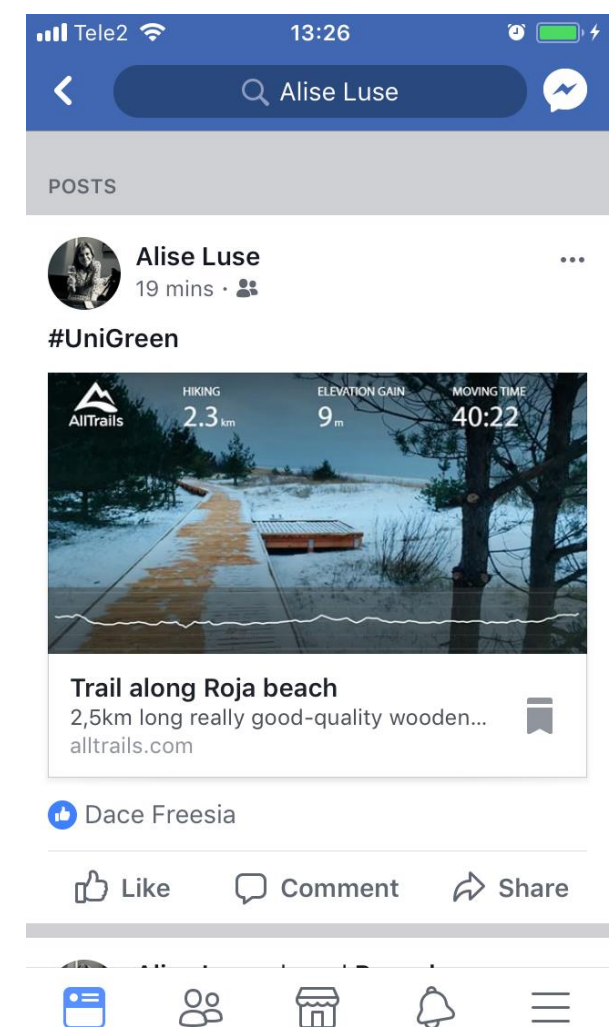 Tele2 13:26
Alise Luse
POSTS
Alise Luse
19 mins ·
#UniGreen
AllTrails
HIKING
2.3 km
ELEVATION GAIN
9 m
MOVING TIME
40:22
Trail along Roja beach
2,5km long really good-quality wooden...
alltrails.com
Dace Freesia
Like Comment Share